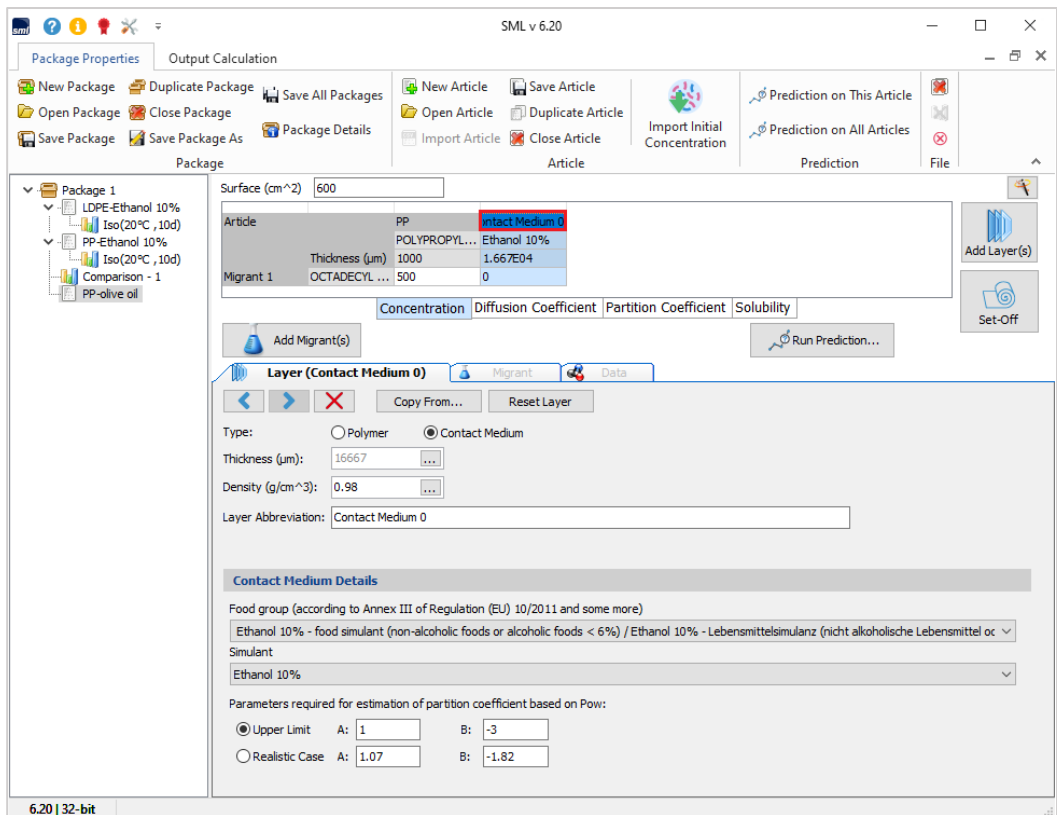 sml
SML v 6.20
Package Properties Output Calculation
New Package Duplicate Package Save All Packages New Article Save Article Import Initial Concentration Prediction on This Article
Open Package Close Package Open Article Duplicate Article
Save Package Save Package As Package Details Import Article Close Article Prediction on All Articles
Package Article Prediction File
Package 1
LDPE-Ethanol 10%
Iso(20°C ,10d)
PP-Ethanol 10%
Iso(20°C ,10d)
Comparison - 1
PP-olive oil
Surface (cm^2) 600
Article PP ontact Medium 0
POLYPROPYL... Ethanol 10%
Thickness (µm) 1000 1.667E04
Migrant 1 OCTADECYL ... 500 0
Concentration Diffusion Coefficient Partition Coefficient Solubility
Add Layer(s)
Set-Off
Add Migrant(s) Run Prediction...
Layer (Contact Medium 0) Migrant Data
Copy From... Reset Layer
Type: Polymer Contact Medium
Thickness (µm): 16667 ...
Density (g/cm^3): 0.98 ...
Layer Abbreviation: Contact Medium 0
Contact Medium Details
Food group (according to Annex III of Regulation (EU) 10/2011 and some more)
Ethanol 10% - food simulant (non-alcoholic foods or alcoholic foods < 6%) / Ethanol 10% - Lebensmittelsimulanz (nicht alkoholische Lebensmittel oc
Simulant
Ethanol 10%
Parameters required for estimation of partition coefficient based on Pow:
Upper Limit A: 1 B: -3
Realistic Case A: 1.07 B: -1.82
6.20 | 32-bit